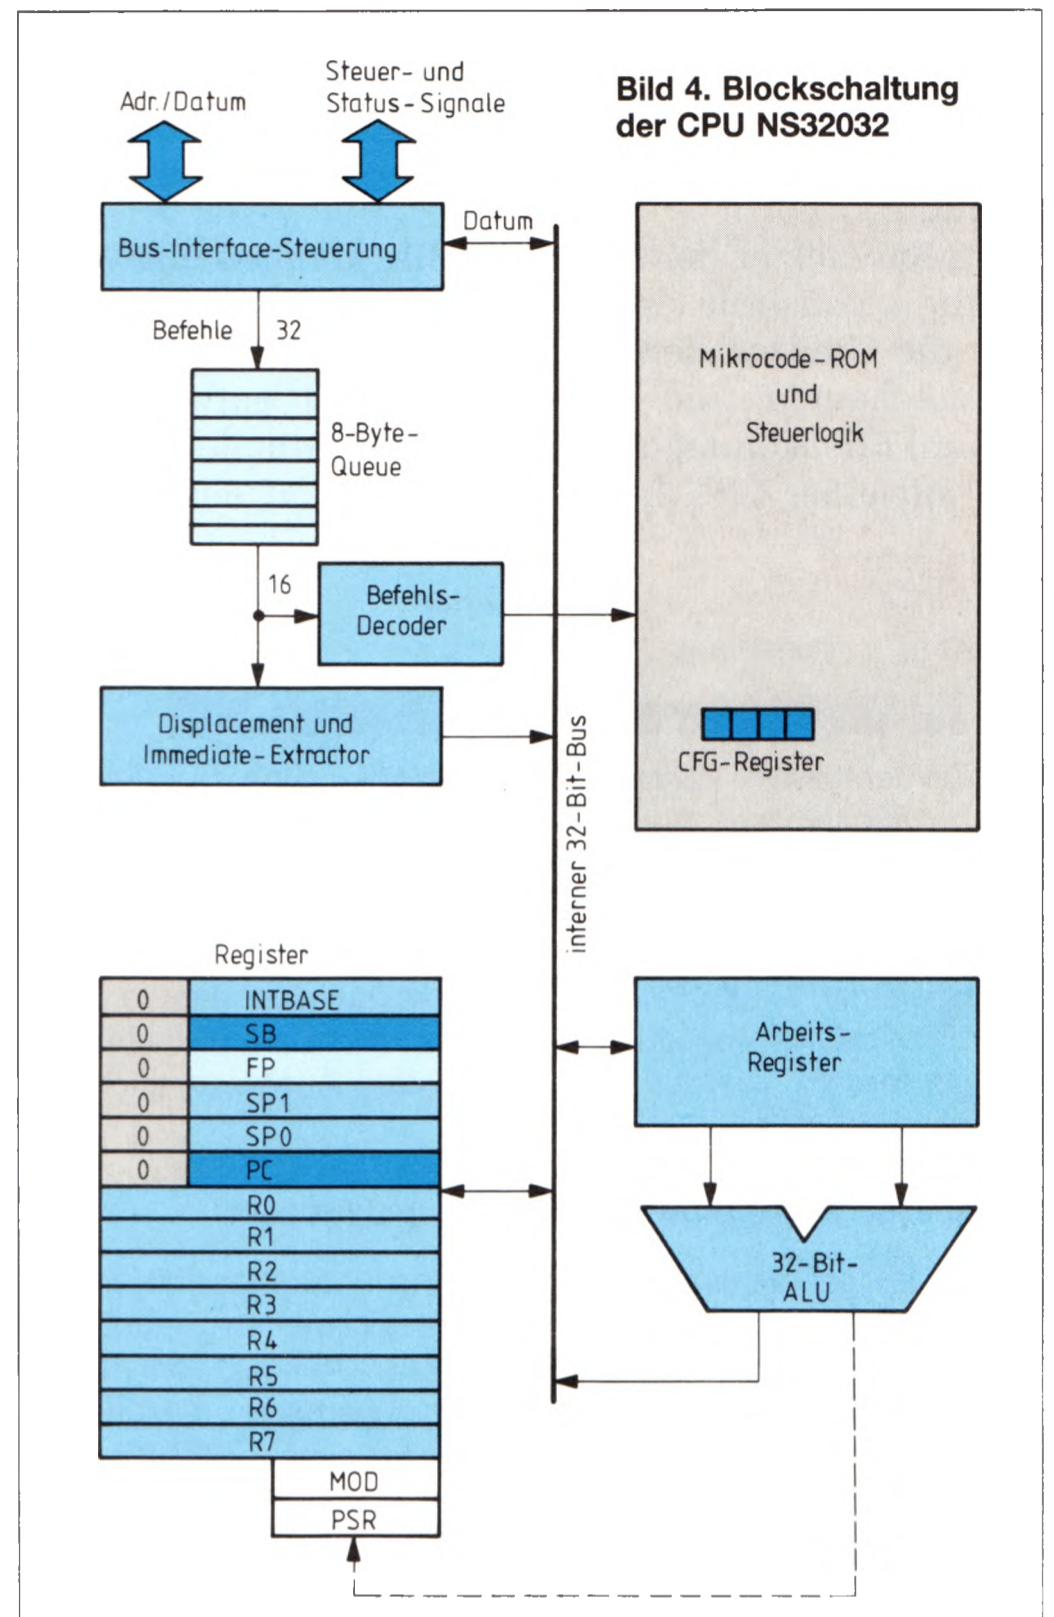 Bild 4. Blockschaltung
der CPU NS32032
Adr./Datum
Steuer- und
Status-Signale
Bus-Interface-Steuerung
Datum
Befehle
32
8-Byte-
Queue
16
Befehls-
Decoder
Displacement und
Immediate-Extractor
Mikrocode-ROM
und
Steuerlogik
CFG-Register
interner 32-Bit-Bus
Register
0 INTBASE
0 SB
0 FP
0 SP1
0 SP0
0 PC
R0
R1
R2
R3
R4
R5
R6
R7
MOD
PSR
Arbeits-
Register
32-Bit-
ALU